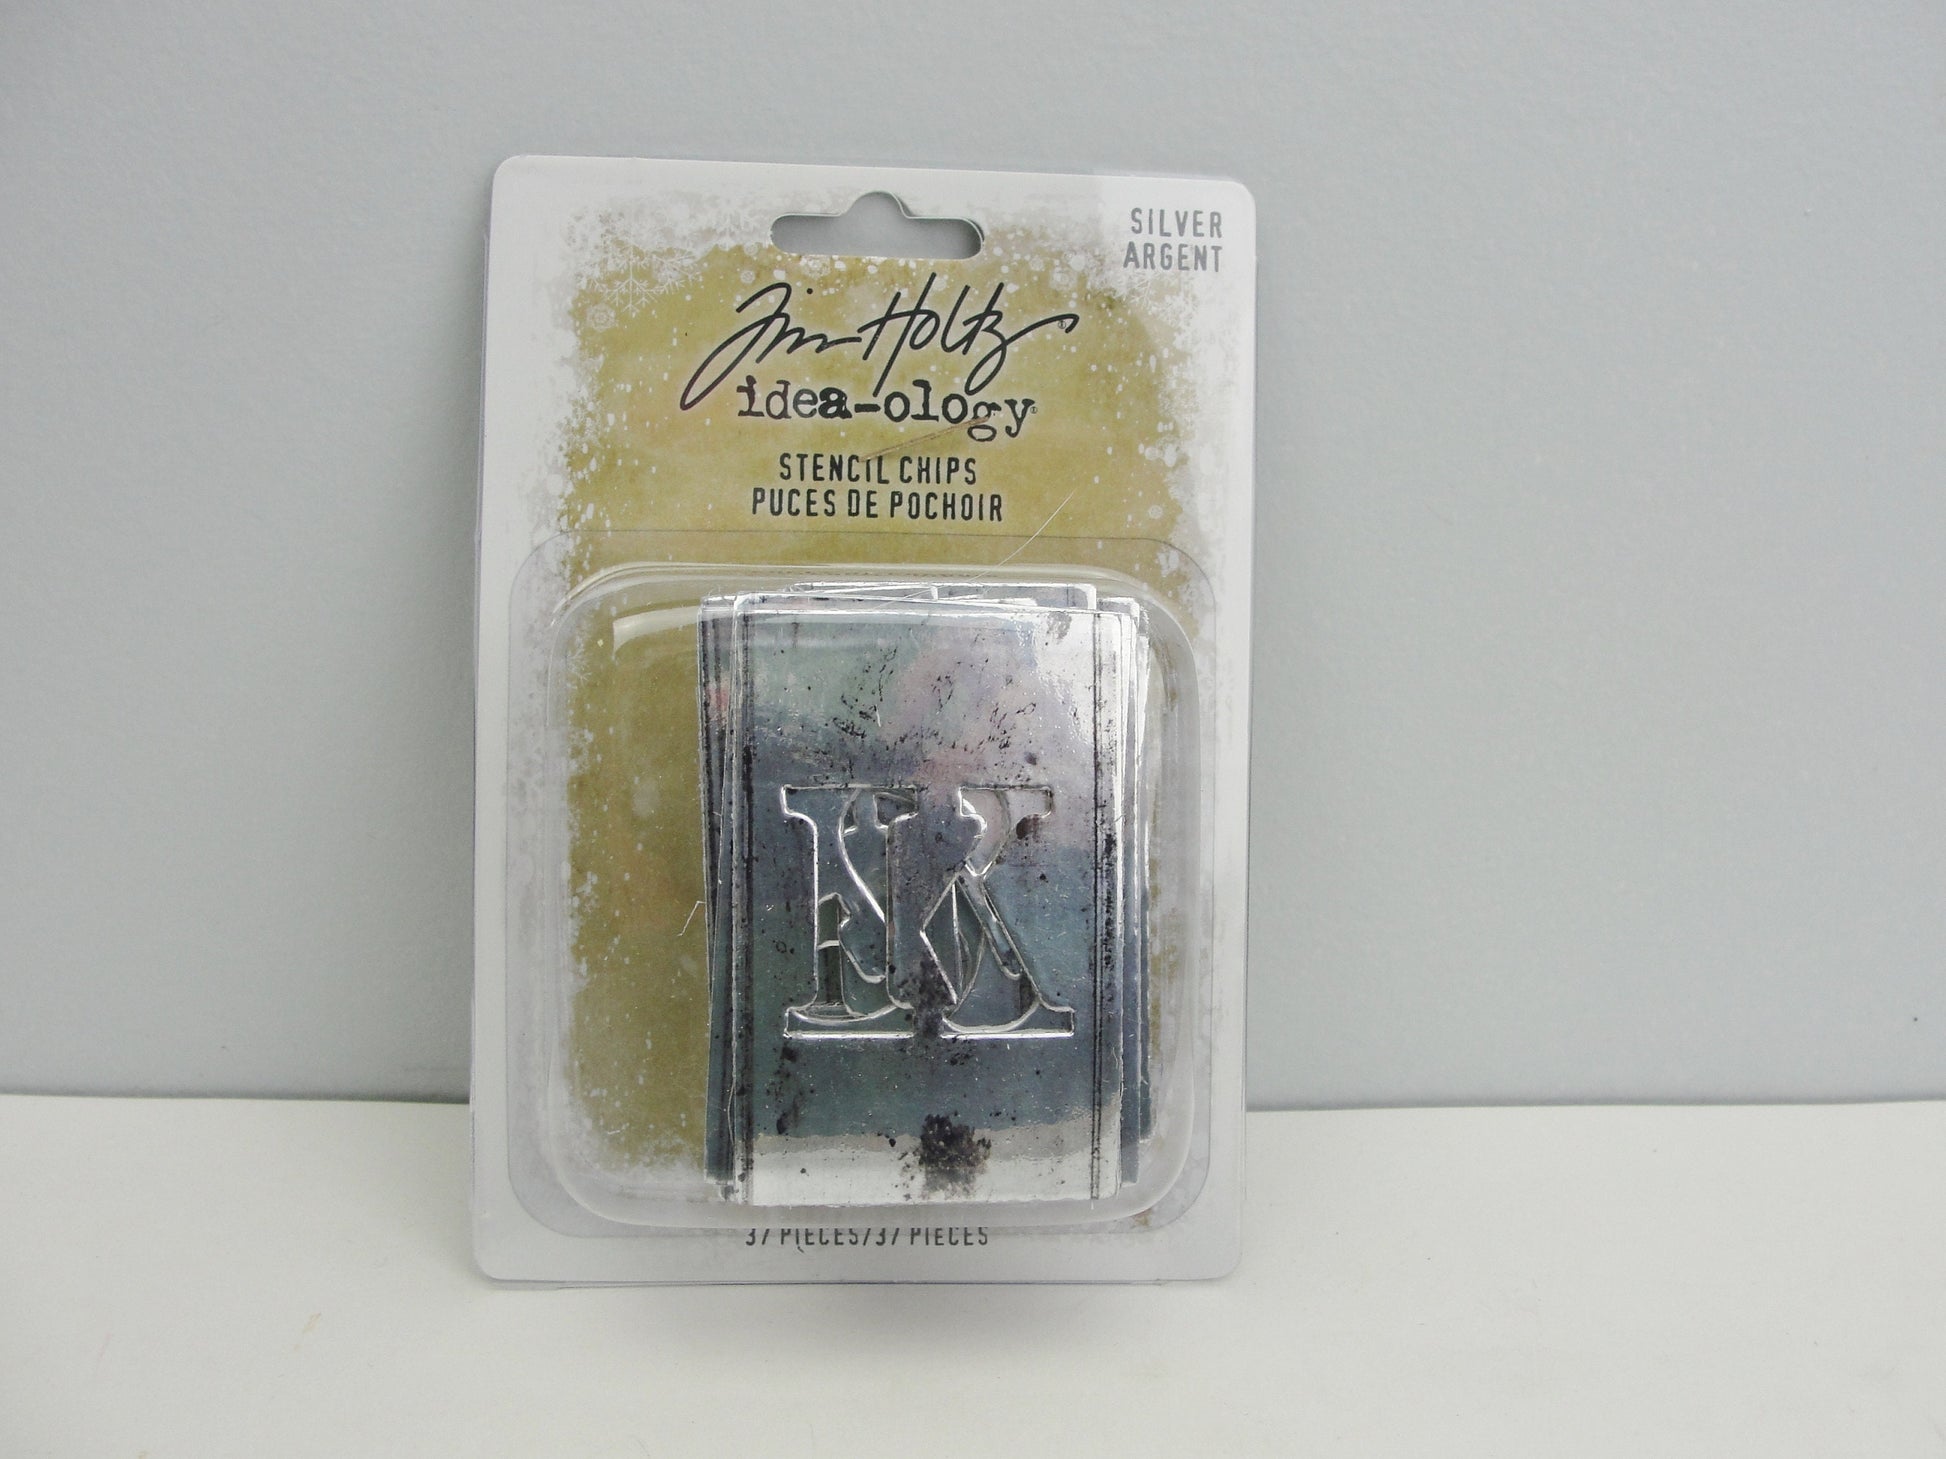 SILVER
ARGENT
Tim Holtz®
idea-ology®
STENCIL CHIPS
PUCES DE POCHOIR
K
37 PIECES/37 PIECES